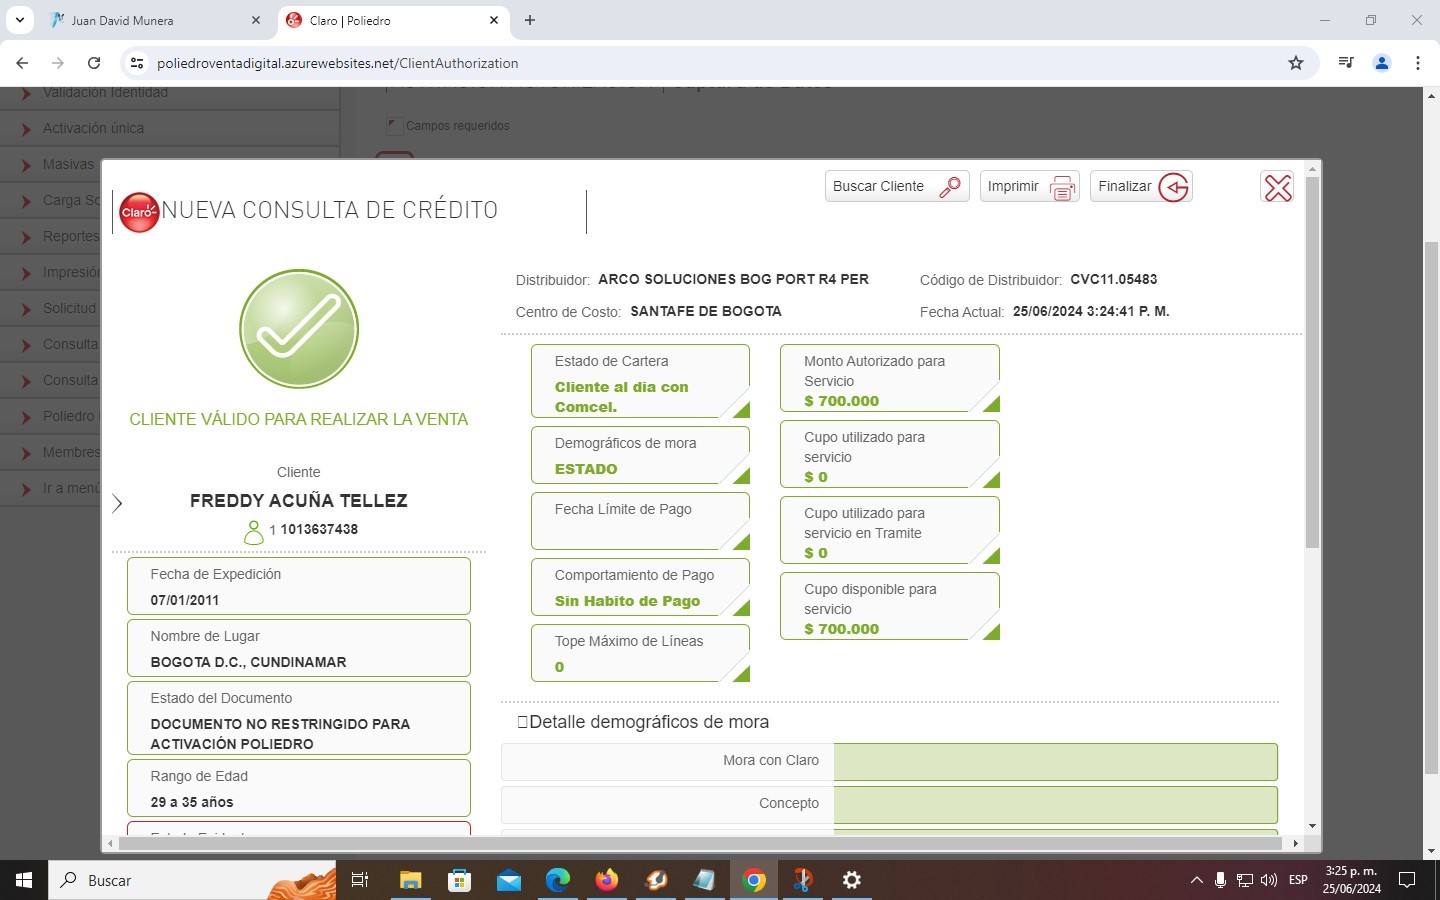 Juan David Munera
Claro | Poliedro
poliedroventadigital.azurewebsites.net/ClientAuthorization
Validación Identidad
Activación única
Masivas
Reportes
Impresión
Solicitud
Consulta
Consulta
Poliedro
Membres
Ir a menú
Campos requeridos
Buscar Cliente
Imprimir
Finalizar
Claro
NUEVA CONSULTA DE CRÉDITO
CLIENTE VÁLIDO PARA REALIZAR LA VENTA
Cliente
FREDDY ACUÑA TELLEZ
1 1013637438
Fecha de Expedición
07/01/2011
Nombre de Lugar
BOGOTA D.C., CUNDINAMAR
Estado del Documento
DOCUMENTO NO RESTRINGIDO PARA
ACTIVACIÓN POLIEDRO
Rango de Edad
29 a 35 años
Distribuidor: ARCO SOLUCIONES BOG PORT R4 PER
Código de Distribuidor: CVC11.05483
Centro de Costo: SANTAFE DE BOGOTA
Fecha Actual: 25/06/2024 3:24:41 P. M.
Estado de Cartera
Cliente al dia con
Comcel.
Demográficos de mora
ESTADO
Fecha Límite de Pago
Comportamiento de Pago
Sin Habito de Pago
Tope Máximo de Líneas
0
Monto Autorizado para
Servicio
$ 700.000
Cupo utilizado para
servicio
$ 0
Cupo utilizado para
servicio en Tramite
$ 0
Cupo disponible para
servicio
$ 700.000
Detalle demográficos de mora
Mora con Claro
Concepto
Buscar
ESP
3:25 p. m.
25/06/2024